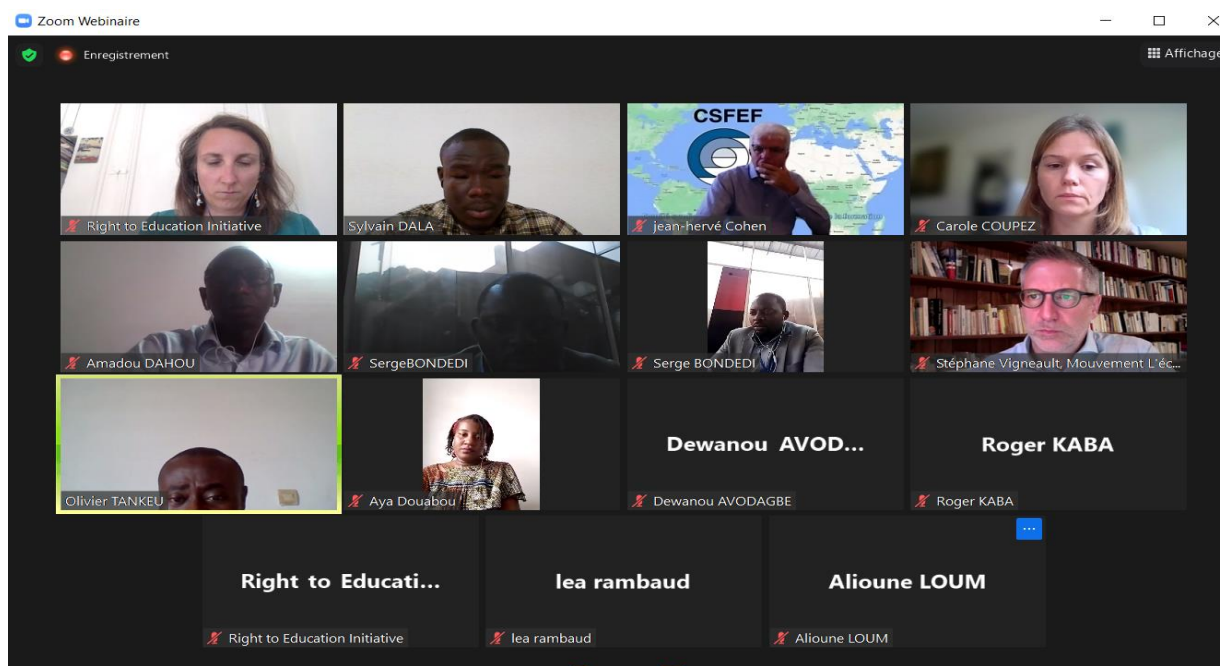 Zoom Webinaire
Enregistrement
Affichage
Right to Education Initiative
Sylvain DALA
CSFEF
jean-hervé Cohen
Carole COUPEZ
Amadou DAHOU
SergeBONDEDI
Serge BONDEDI
Stéphane Vigneault, Mouvement L'éc...
Olivier TANKEU
Aya Douabou
Dewanou AVOD...
Dewanou AVODAGBE
Roger KABA
Roger KABA
Right to Educati...
Right to Education Initiative
lea rambaud
lea rambaud
Alioune LOUM
Alioune LOUM